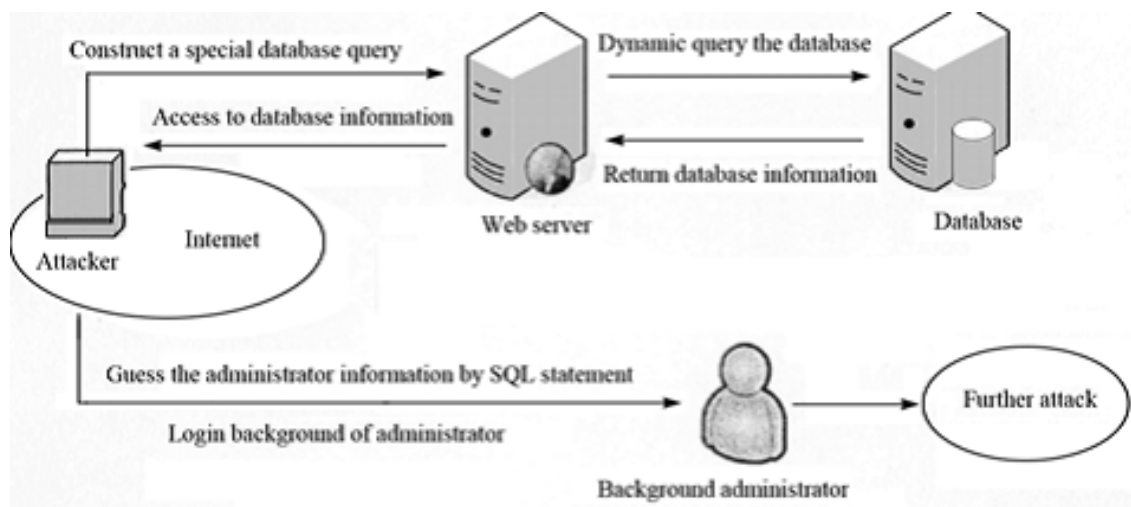 Construct a special database query
Dynamic query the database
Access to database information
Return database information
Web server
Database
Internet
Attacker
Guess the administrator information by SQL statement
Login background of administrator
Further attack
Background administrator